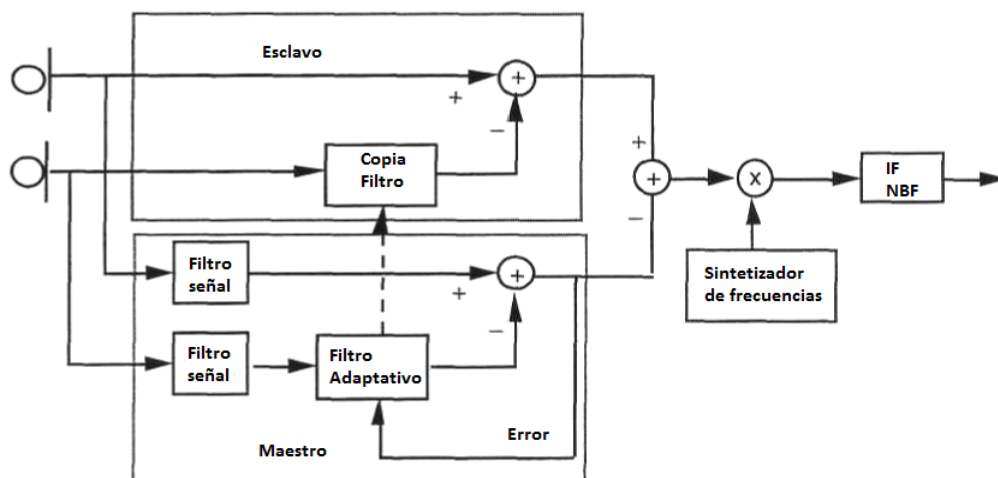 Esclavo
+
+
−
Copia
Filtro
+
+
−
x
IF
NBF
Filtro
señal
+
+
−
Sintetizador
de frecuencias
Filtro
señal
Filtro
Adaptativo
Error
Maestro